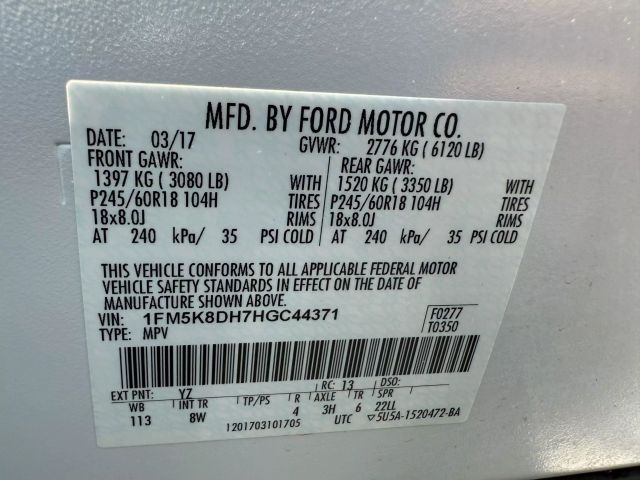 MFD. BY FORD MOTOR CO.
DATE: 03/17 GVWR: 2776 KG ( 6120 LB)
FRONT GAWR: REAR GAWR:
1397 KG ( 3080 LB) WITH 1520 KG ( 3350 LB) WITH
P245/60R18 104H TIRES P245/60R18 104H TIRES
18x8.0J RIMS 18x8.0J RIMS
AT 240 kPa/ 35 PSI COLD AT 240 kPa/ 35 PSI COLD
THIS VEHICLE CONFORMS TO ALL APPLICABLE FEDERAL MOTOR
VEHICLE SAFETY STANDARDS IN EFFECT ON THE DATE OF
MANUFACTURE SHOWN ABOVE.
VIN: 1FM5K8DH7HGC44371 F0277
TYPE: MPV T0350
EXT PNT: YZ RC: 13 DSO:
WB INT TR TP/PS R AXLE TR SPR
113 8W 4 3H 6 22LL
1201703101705 UTC ▽5U5A-1520472-BA